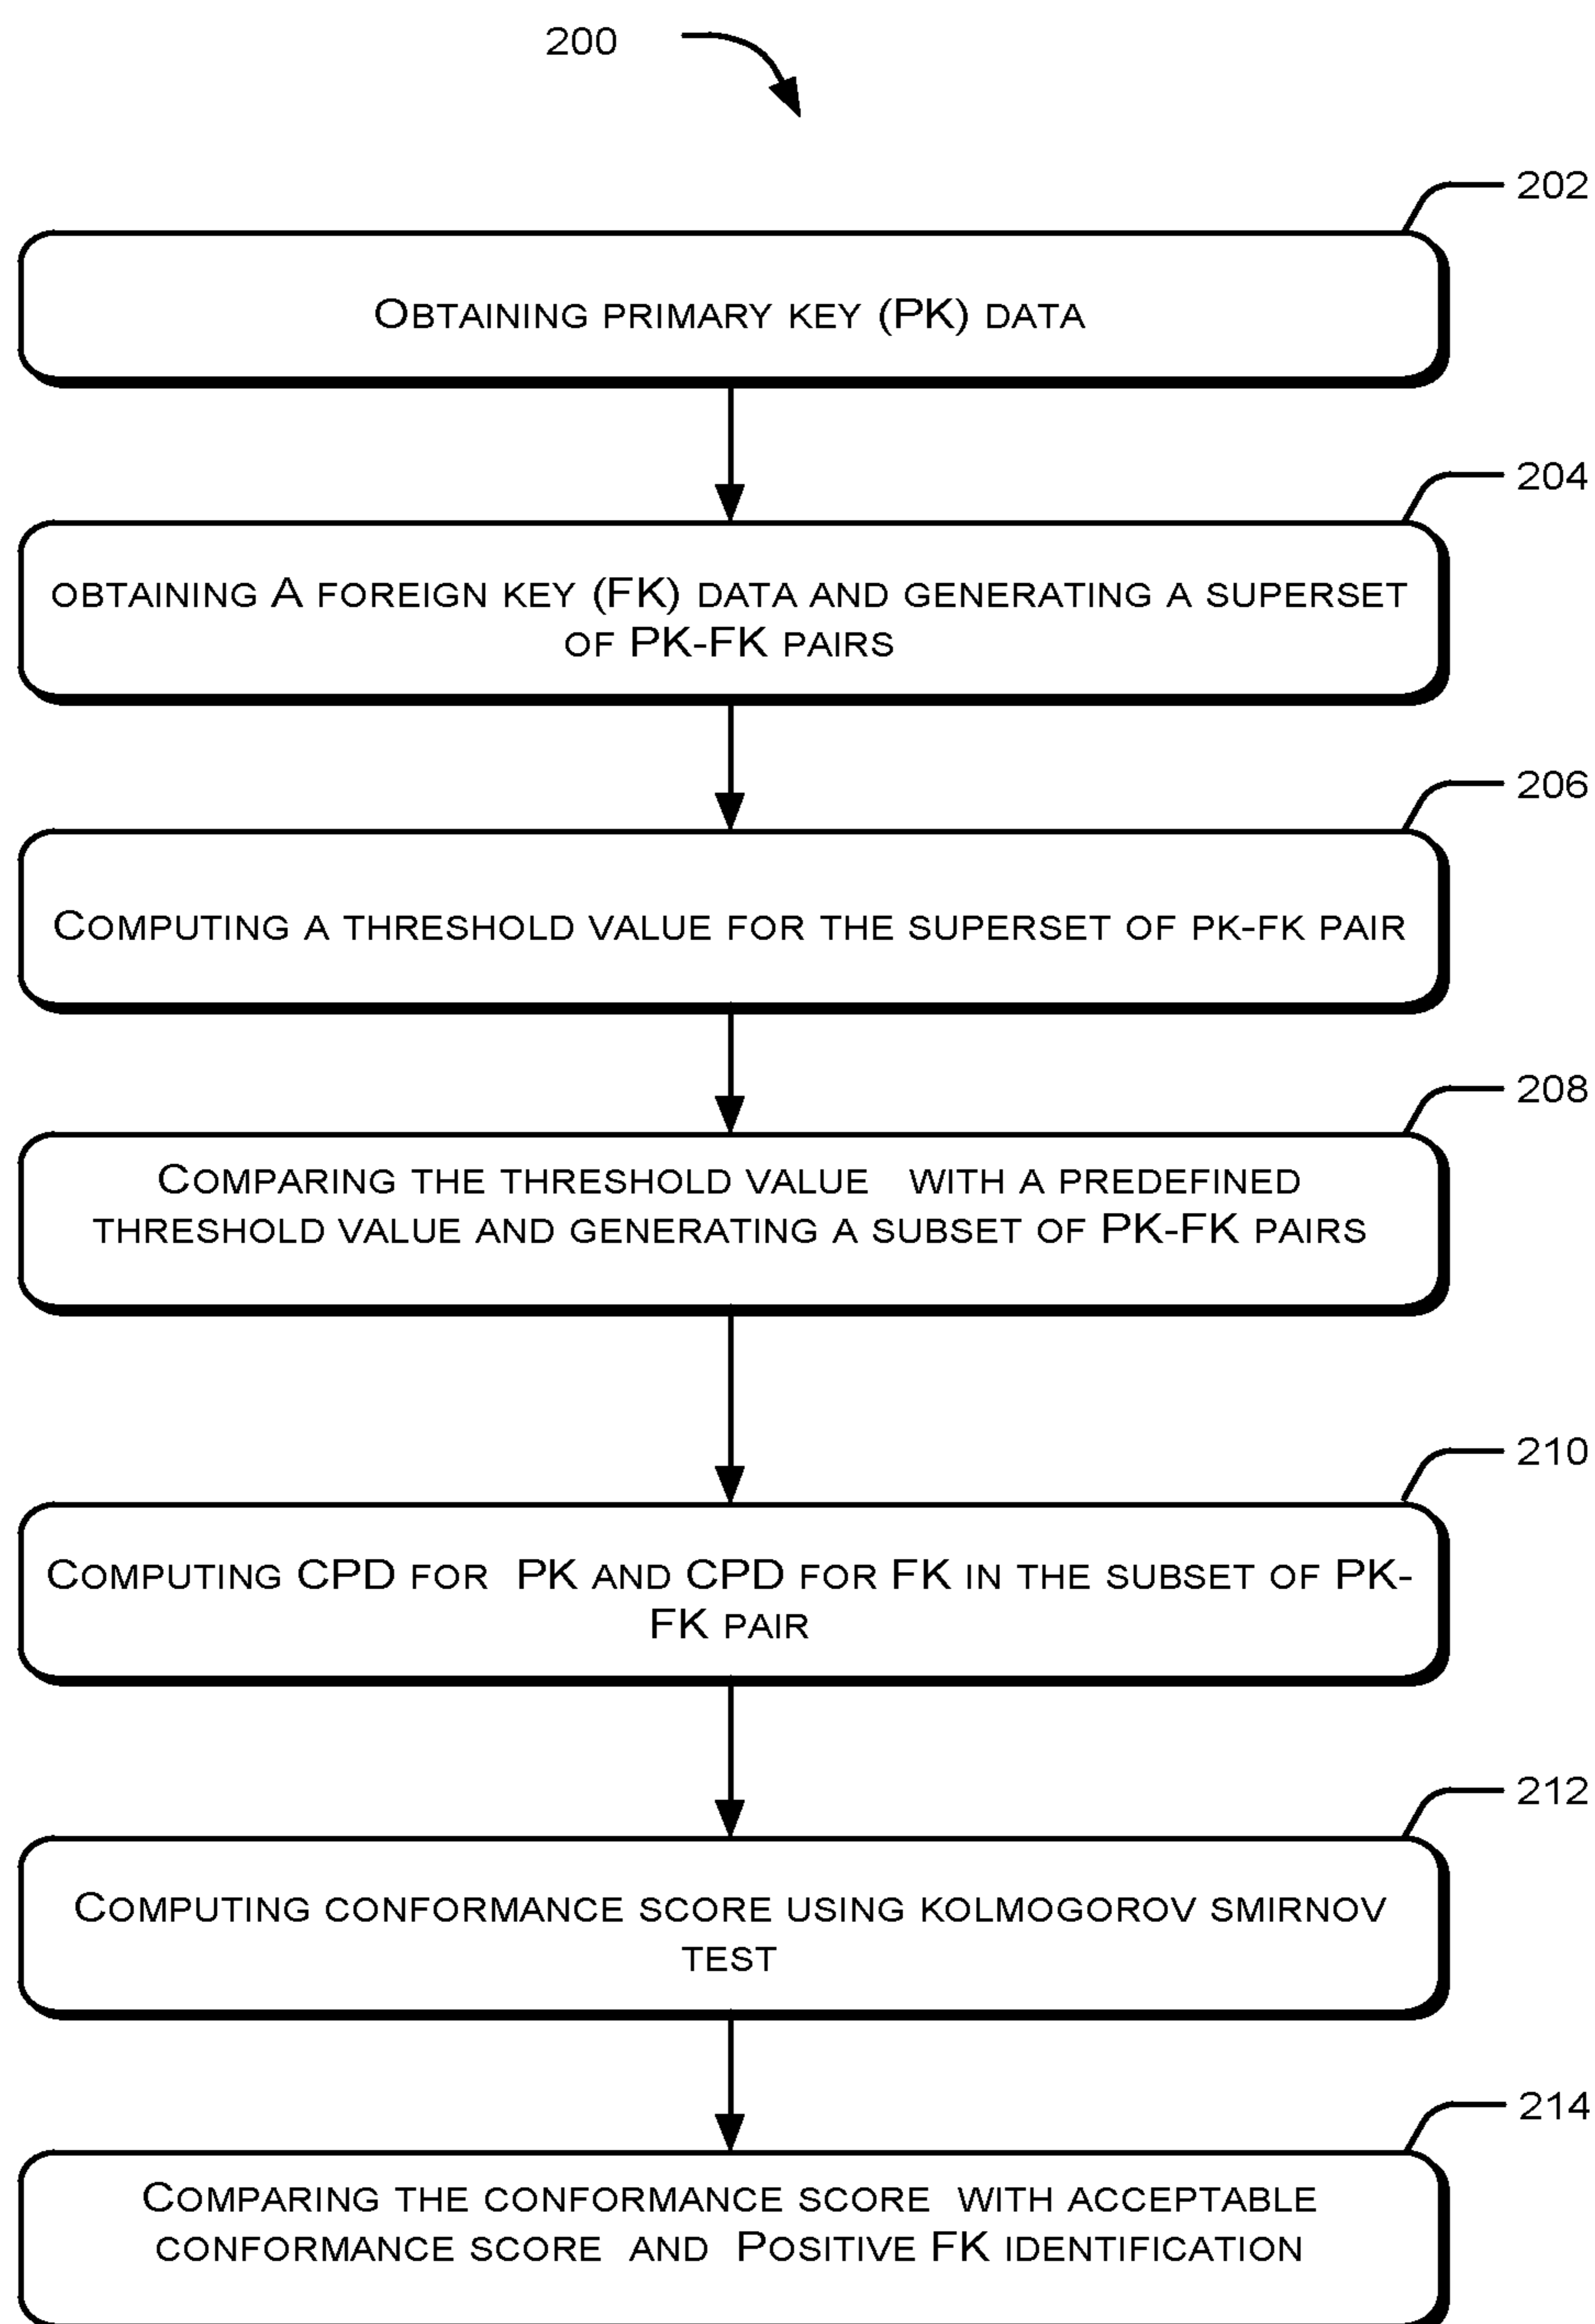 200
202
OBTAINING PRIMARY KEY (PK) DATA
204
OBTAINING A FOREIGN KEY (FK) DATA AND GENERATING A SUPERSET
OF PK-FK PAIRS
206
COMPUTING A THRESHOLD VALUE FOR THE SUPERSET OF PK-FK PAIR
208
COMPARING THE THRESHOLD VALUE WITH A PREDEFINED
THRESHOLD VALUE AND GENERATING A SUBSET OF PK-FK PAIRS
210
COMPUTING CPD FOR PK AND CPD FOR FK IN THE SUBSET OF PK-
FK PAIR
212
COMPUTING CONFORMANCE SCORE USING KOLMOGOROV SMIRNOV
TEST
214
COMPARING THE CONFORMANCE SCORE WITH ACCEPTABLE
CONFORMANCE SCORE AND POSITIVE FK IDENTIFICATION